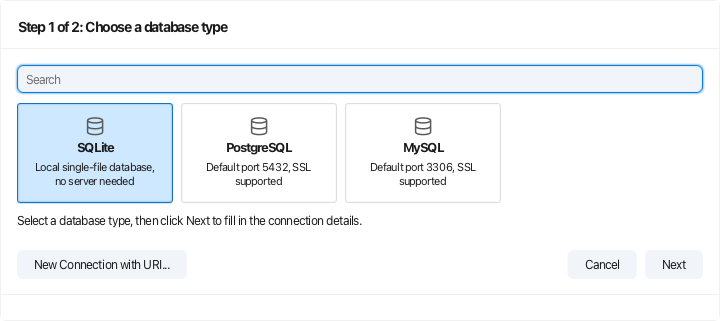 Step 1 of 2: Choose a database type
Search
SQLite
Local single-file database,
no server needed
PostgreSQL
Default port 5432, SSL
supported
MySQL
Default port 3306, SSL
supported
Select a database type, then click Next to fill in the connection details.
New Connection with URI...
Cancel
Next